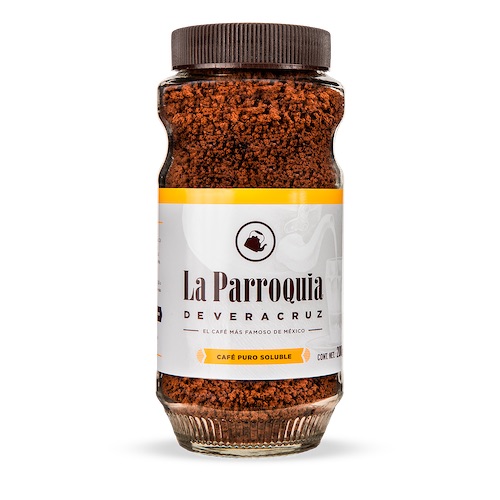 La Parroquia
DE VERACRUZ
EL CAFÉ MÁS FAMOSO DE MÉXICO
CAFÉ PURO SOLUBLE
CONT. NET.